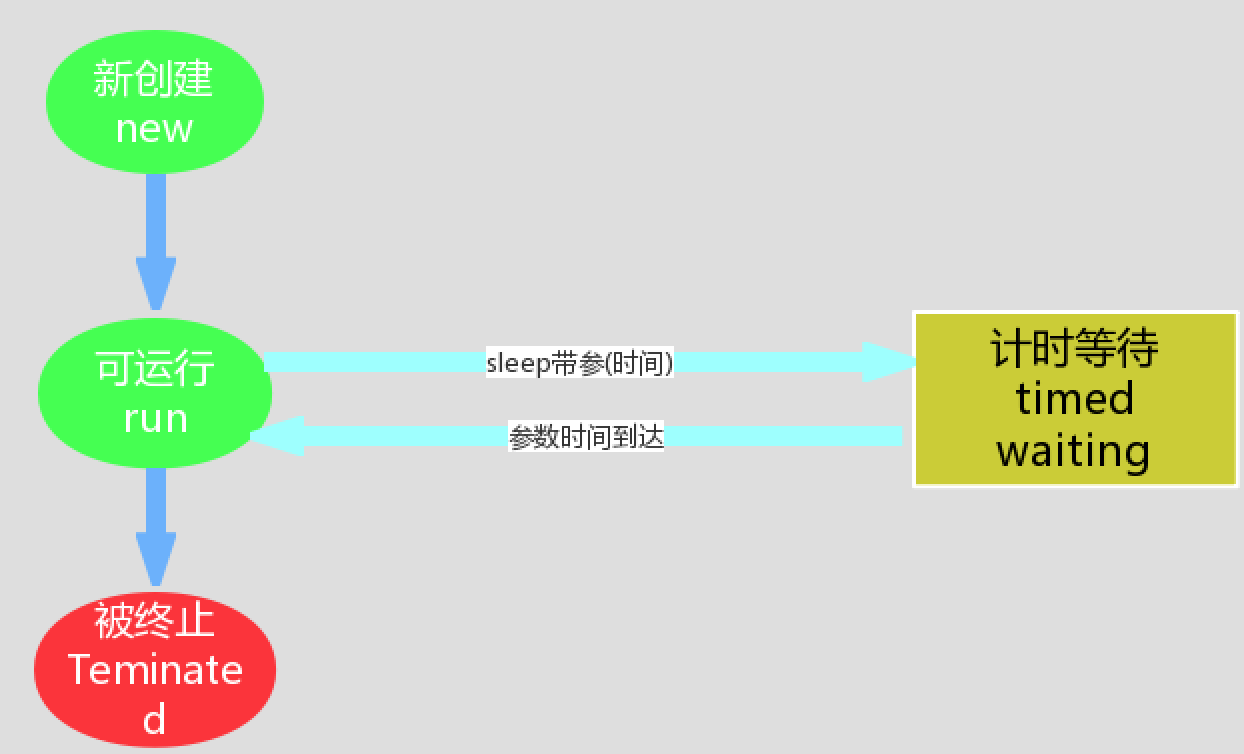 新创建
new
可运行
run
sleep带参(时间)
参数时间到达
计时等待
timed
waiting
被终止
Teminate
d